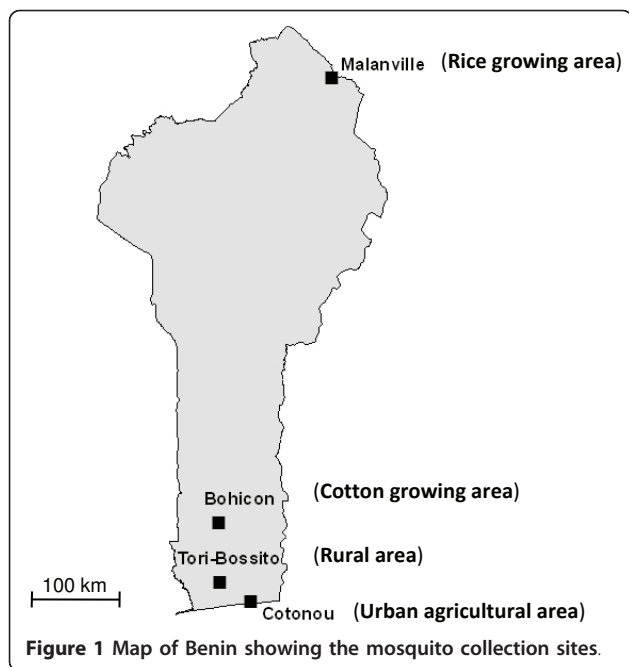 Malanville (Rice growing area)
Bohicon (Cotton growing area)
Tori-Bossito (Rural area)
100 km
Cotonou (Urban agricultural area)
Figure 1 Map of Benin showing the mosquito collection sites.